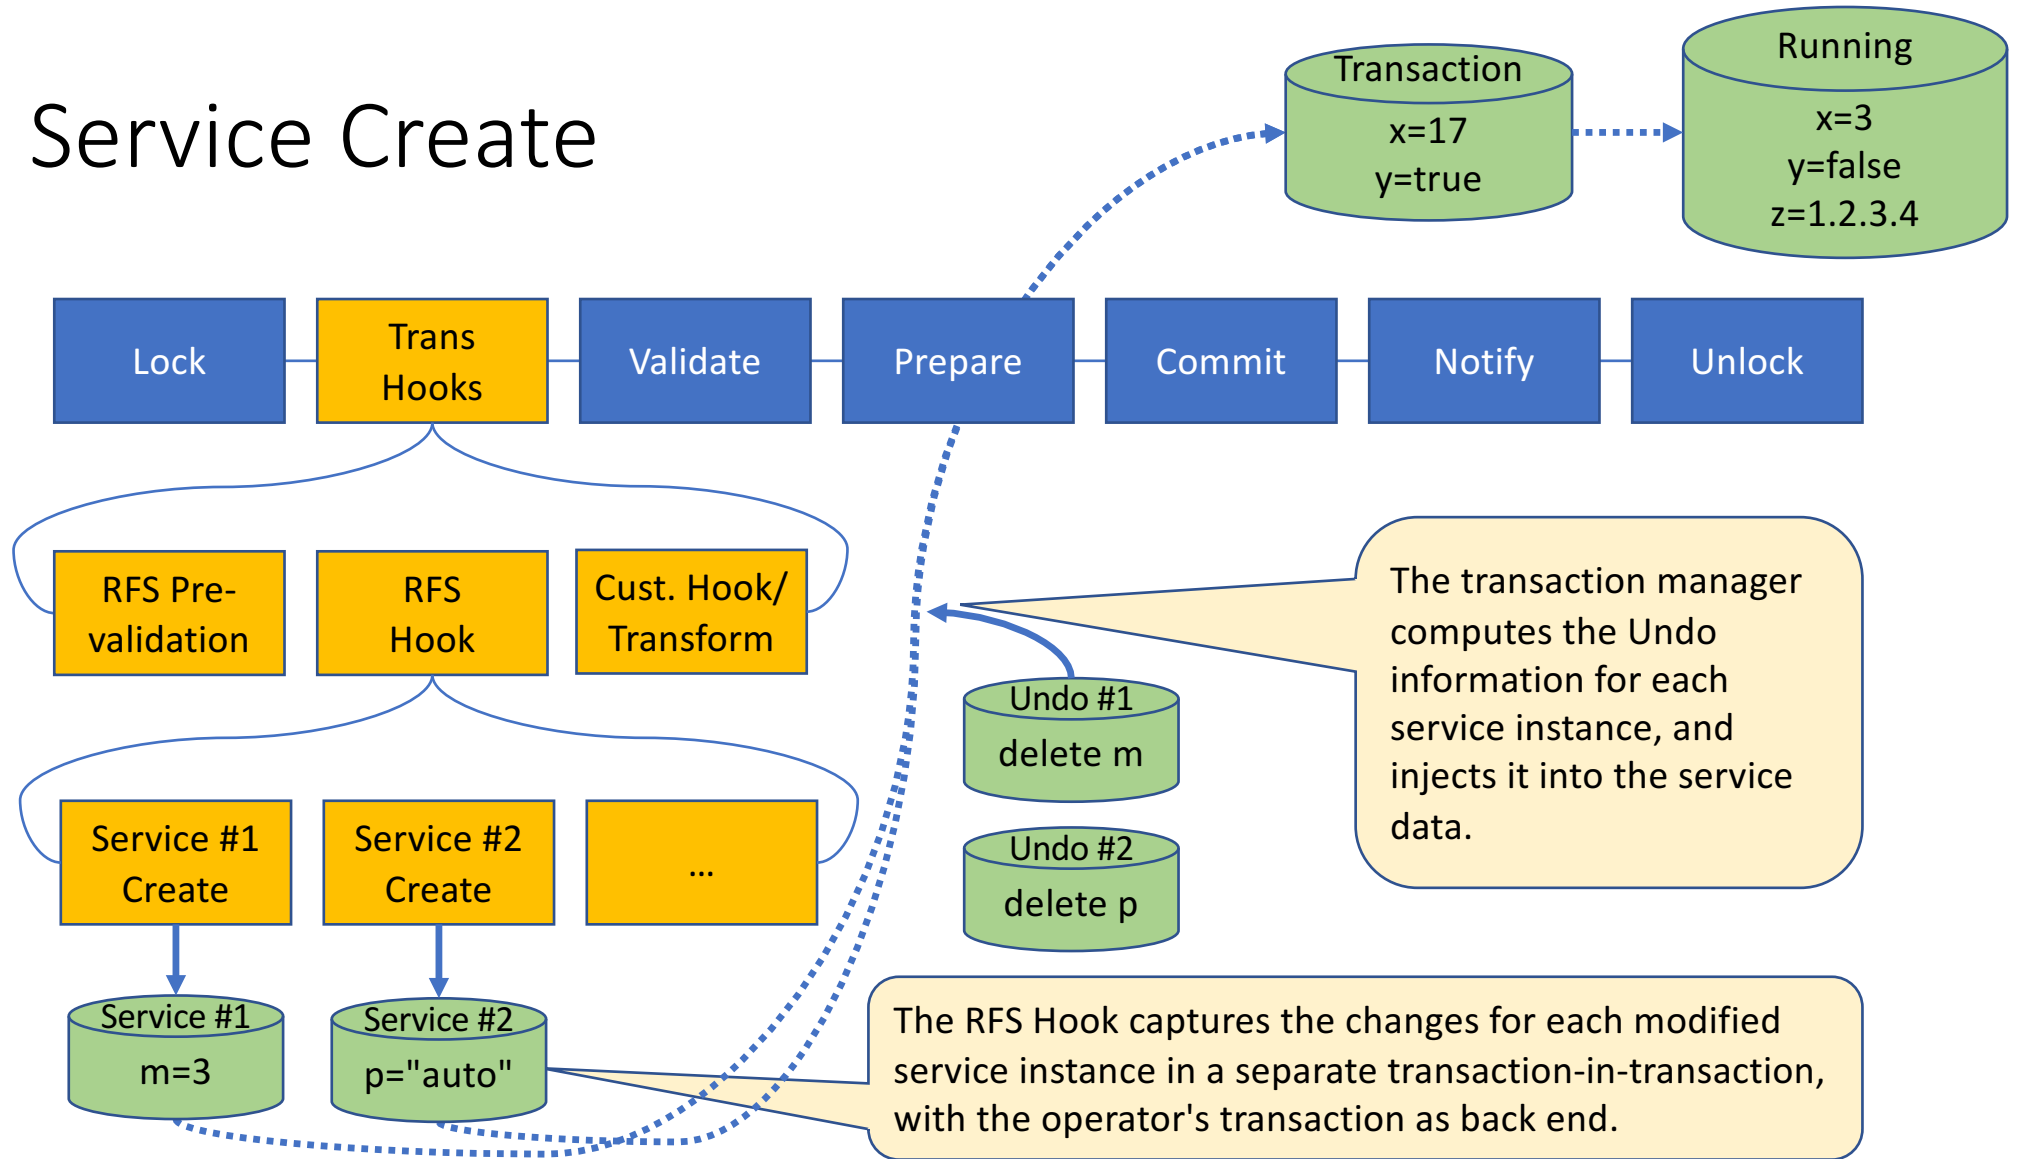 Service Create
Transaction
x=17
y=true
Running
x=3
y=false
z=1.2.3.4
Lock
Trans
Hooks
Validate
Prepare
Commit
Notify
Unlock
RFS Pre-
validation
RFS
Hook
Cust. Hook/
Transform
The transaction manager
computes the Undo
information for each
service instance, and
injects it into the service
data.
Undo #1
delete m
Undo #2
delete p
Service #1
Create
Service #2
Create
...
Service #1
m=3
Service #2
p="auto"
The RFS Hook captures the changes for each modified
service instance in a separate transaction-in-transaction,
with the operator's transaction as back end.